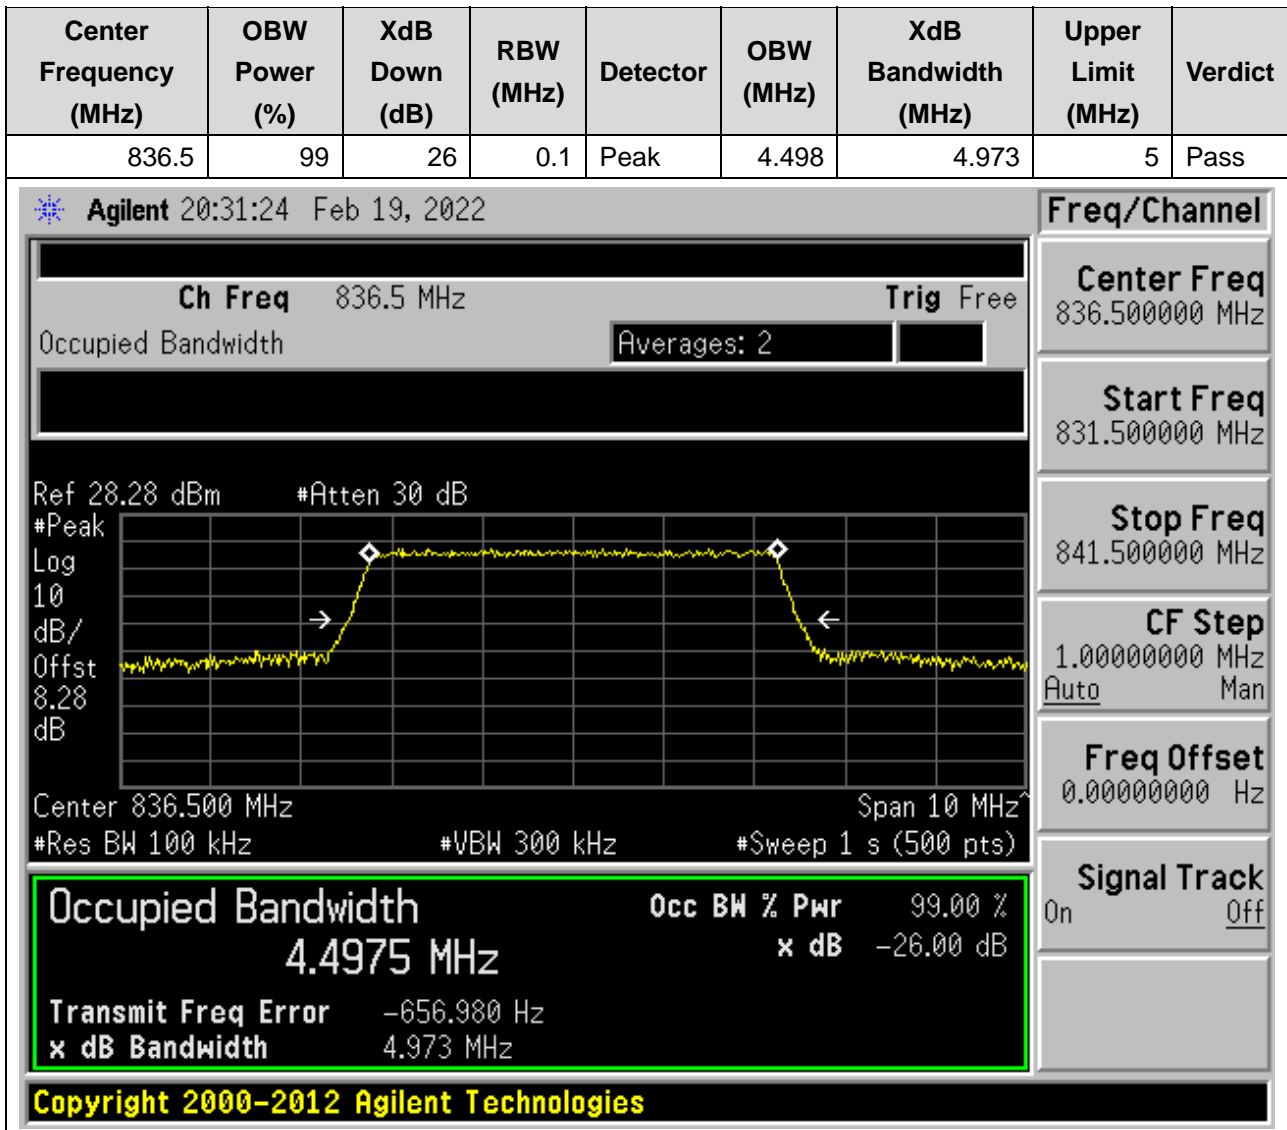 Center Frequency (MHz) OBW Power (%) XdB Down (dB) RBW (MHz) Detector OBW (MHz) XdB Bandwidth (MHz) Upper Limit (MHz) Verdict
836.5 99 26 0.1 Peak 4.498 4.973 5 Pass
Agilent 20:31:24 Feb 19, 2022
Ch Freq 836.5 MHz Trig Free
Occupied Bandwidth Averages: 2
Ref 28.28 dBm #Atten 30 dB
#Peak
Log
10
dB/
Offst
8.28
dB
Center 836.500 MHz Span 10 MHz^
#Res BW 100 kHz #VBW 300 kHz #Sweep 1 s (500 pts)
Occupied Bandwidth Occ BW % Pwr 99.00 %
4.4975 MHz x dB -26.00 dB
Transmit Freq Error -656.980 Hz
x dB Bandwidth 4.973 MHz
Copyright 2000-2012 Agilent Technologies
Freq/Channel
Center Freq
836.500000 MHz
Start Freq
831.500000 MHz
Stop Freq
841.500000 MHz
CF Step
1.00000000 MHz
Auto Man
Freq Offset
0.00000000 Hz
Signal Track
On Off